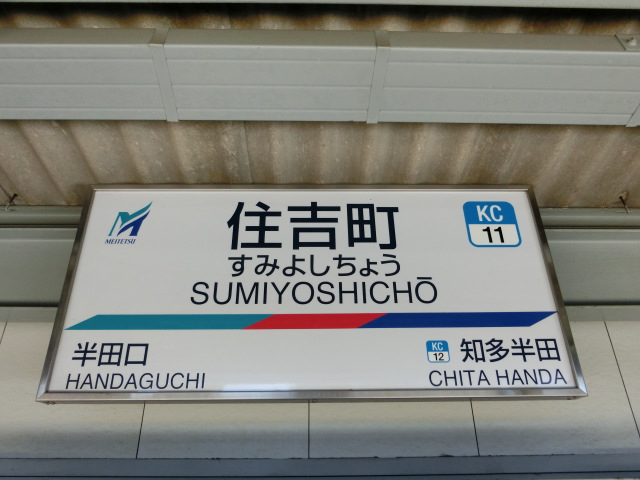 MEITETSU
住吉町
すみよしちょう
SUMIYOSHICHŌ
KC
11
半田口
HANDAGUCHI
KC
12
知多半田
CHITA HANDA